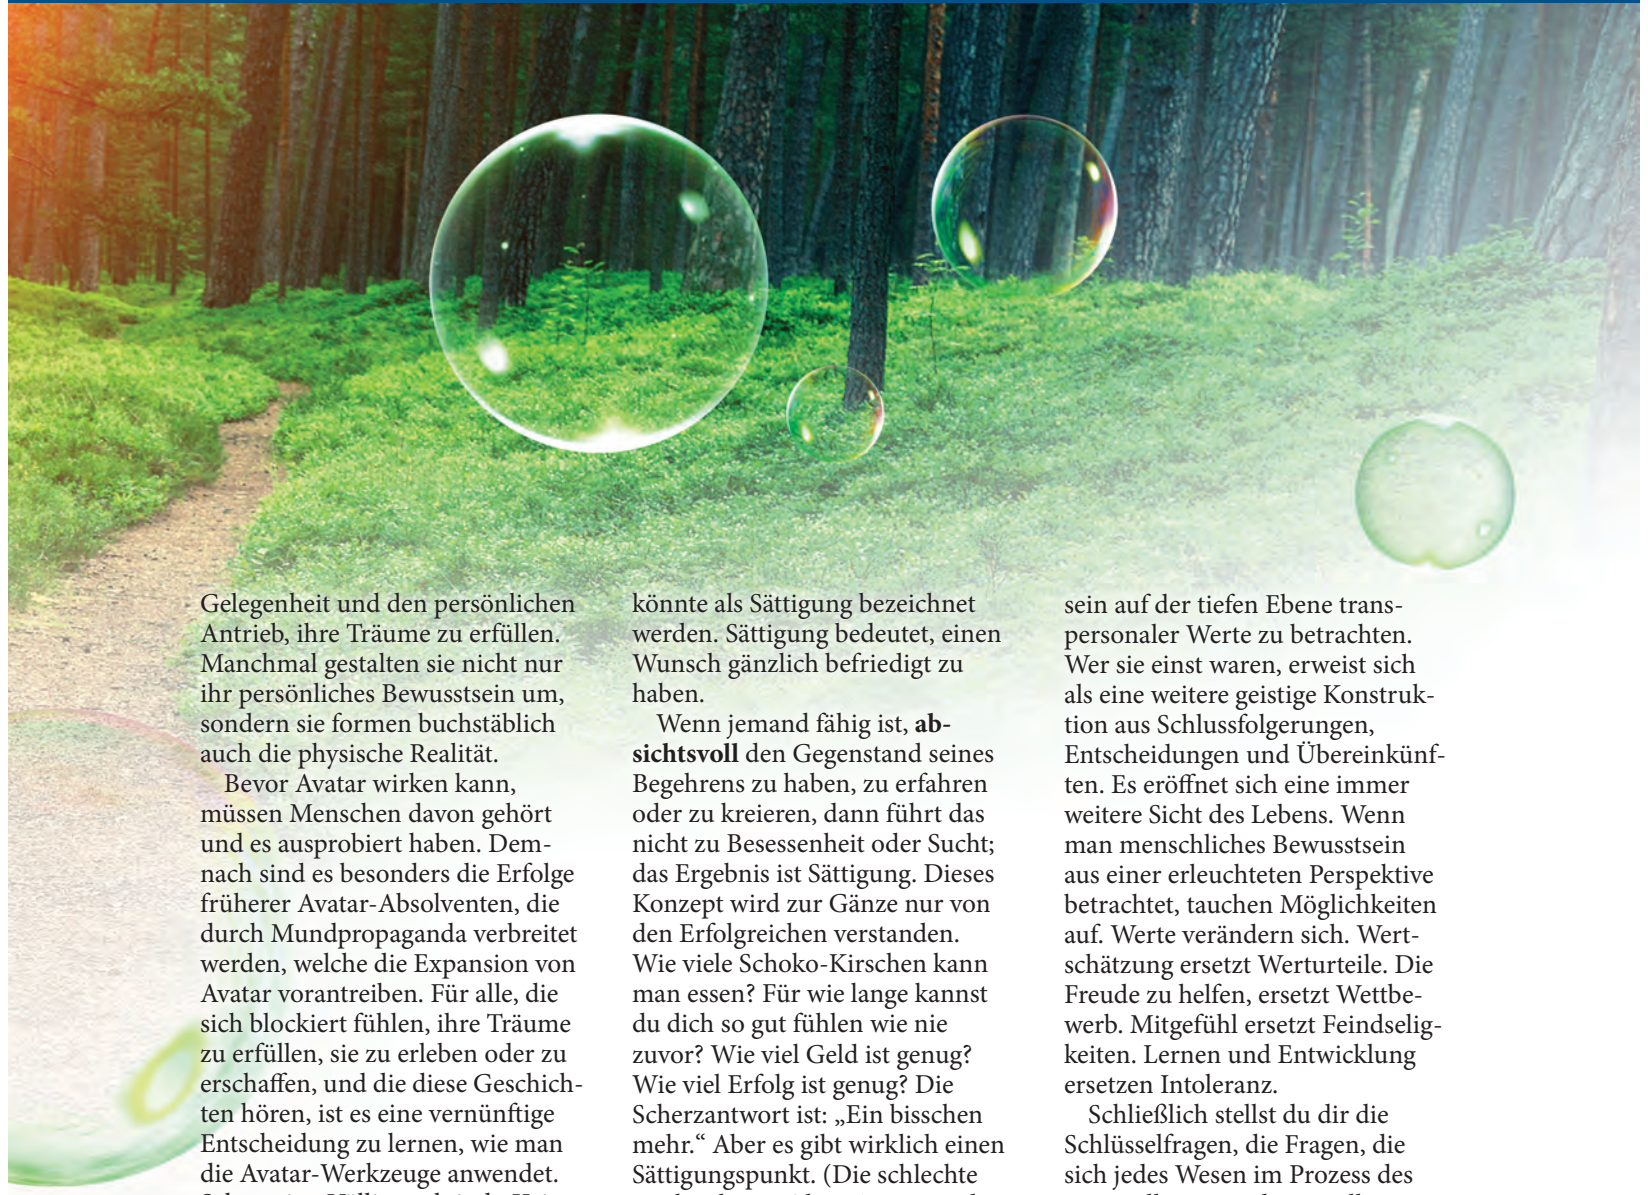 Gelegenheit und den persönlichen
Antrieb, ihre Träume zu erfüllen.
Manchmal gestalten sie nicht nur
ihr persönliches Bewusstsein um,
sondern sie formen buchstäblich
auch die physische Realität.
Bevor Avatar wirken kann,
müssen Menschen davon gehört
und es ausprobiert haben. Dem-
nach sind es besonders die Erfolge
früherer Avatar-Absolventen, die
durch Mundpropaganda verbreitet
werden, welche die Expansion von
Avatar vorantreiben. Für alle, die
sich blockiert fühlen, ihre Träume
zu erfüllen, sie zu erleben oder zu
erschaffen, und die diese Geschich-
ten hören, ist es eine vernünftige
Entscheidung zu lernen, wie man
die Avatar-Werkzeuge anwendet.
könnte als Sättigung bezeichnet
werden. Sättigung bedeutet, einen
Wunsch gänzlich befriedigt zu
haben.
Wenn jemand fähig ist, ab-
sichtsvoll den Gegenstand seines
Begehrens zu haben, zu erfahren
oder zu kreieren, dann führt das
nicht zu Besessenheit oder Sucht;
das Ergebnis ist Sättigung. Dieses
Konzept wird zur Gänze nur von
den Erfolgreichen verstanden.
Wie viele Schoko-Kirschen kann
man essen? Für wie lange kannst
du dich so gut fühlen wie nie
zuvor? Wie viel Geld ist genug?
Wie viel Erfolg ist genug? Die
Scherzantwort ist: „Ein bisschen
mehr.“ Aber es gibt wirklich einen
Sättigungspunkt. (Die schlechte
sein auf der tiefen Ebene trans-
personaler Werte zu betrachten.
Wer sie einst waren, erweist sich
als eine weitere geistige Konstruk-
tion aus Schlussfolgerungen,
Entscheidungen und Übereinkünf-
ten. Es eröffnet sich eine immer
weitere Sicht des Lebens. Wenn
man menschliches Bewusstsein
aus einer erleuchteten Perspektive
betrachtet, tauchen Möglichkeiten
auf. Werte verändern sich. Wert-
schätzung ersetzt Werturteile. Die
Freude zu helfen, ersetzt Wettbe-
werb. Mitgefühl ersetzt Feindselig-
keiten. Lernen und Entwicklung
ersetzen Intoleranz.
Schließlich stellst du dir die
Schlüsselfragen, die Fragen, die
sich jedes Wesen im Prozess des